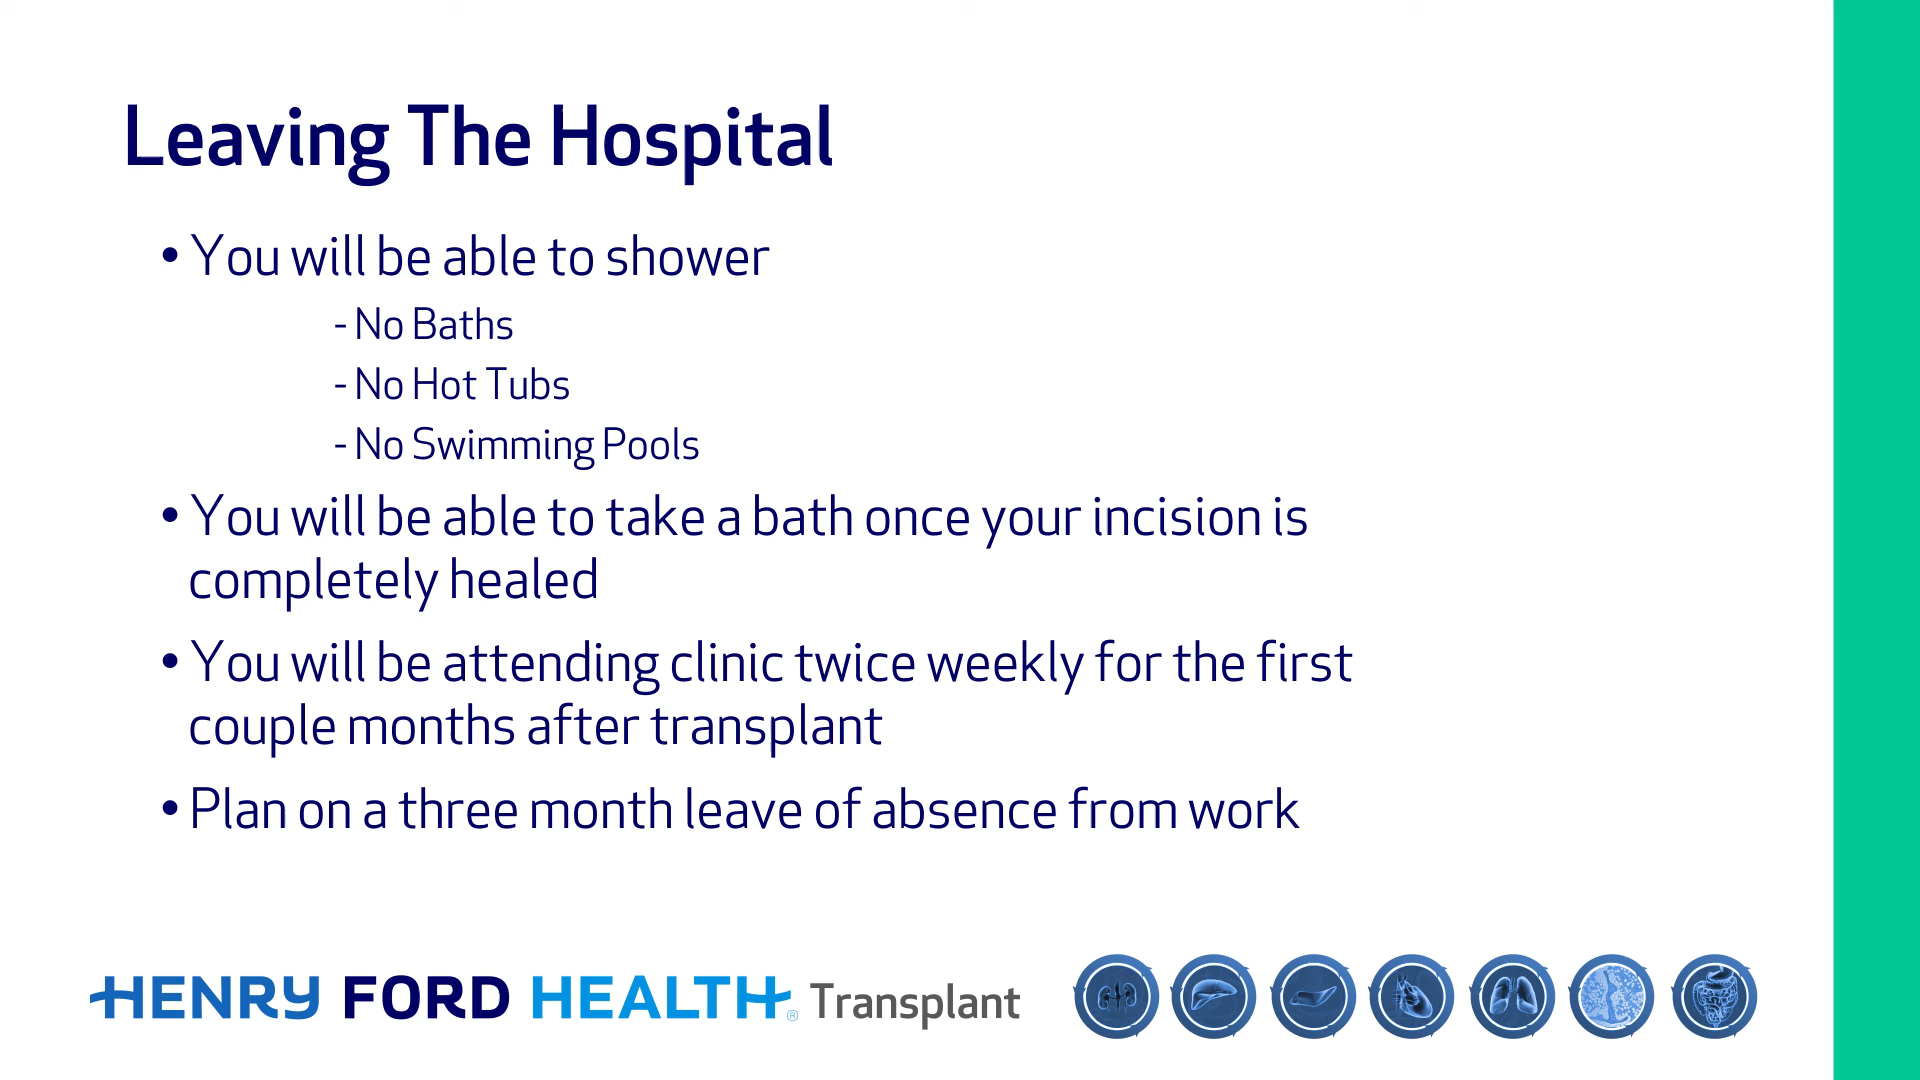 Leaving The Hospital
• You will be able to shower
- No Baths
- No Hot Tubs
- No Swimming Pools
• You will be able to take a bath once your incision is
completely healed
• You will be attending clinic twice weekly for the first
couple months after transplant
• Plan on a three month leave of absence from work
HENRY FORD HEALTH® Transplant